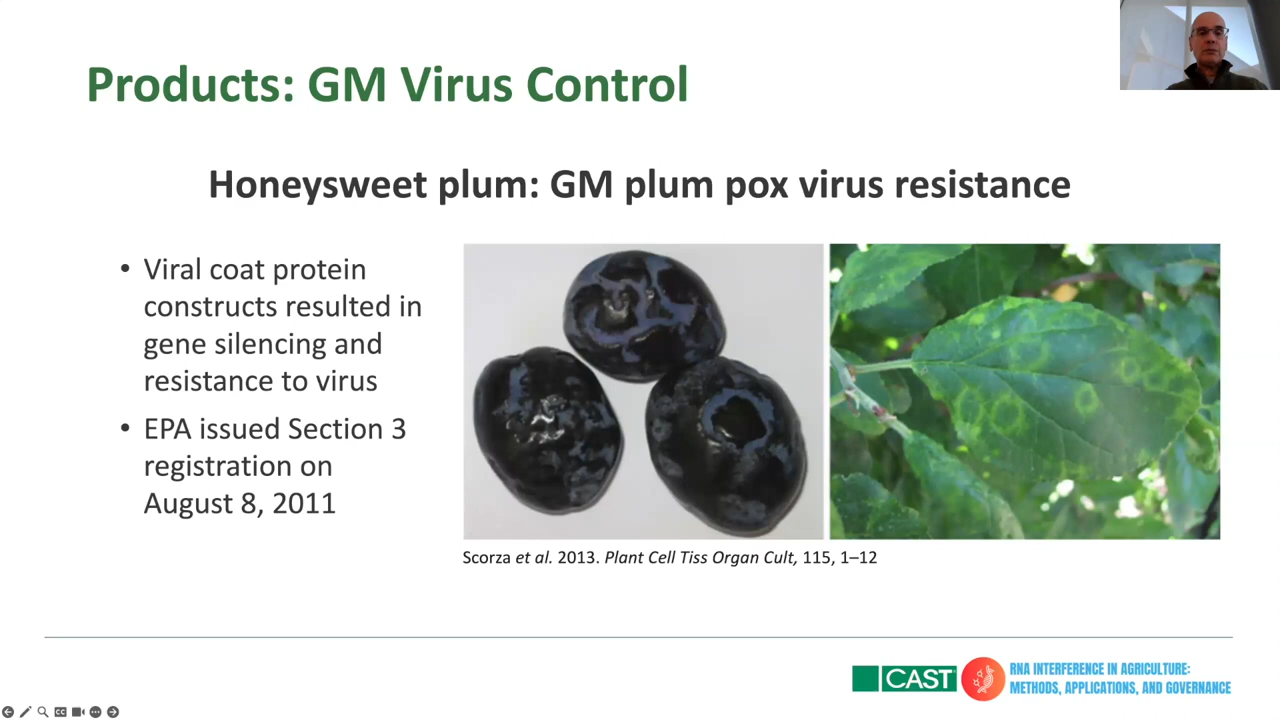 Products: GM Virus Control
Honeysweet plum: GM plum pox virus resistance
• Viral coat protein
constructs resulted in
gene silencing and
resistance to virus
• EPA issued Section 3
registration on
August 8, 2011
Scorza et al. 2013. Plant Cell Tiss Organ Cult, 115, 1–12
CAST
RNA INTERFERENCE IN AGRICULTURE:
METHODS, APPLICATIONS, AND GOVERNANCE